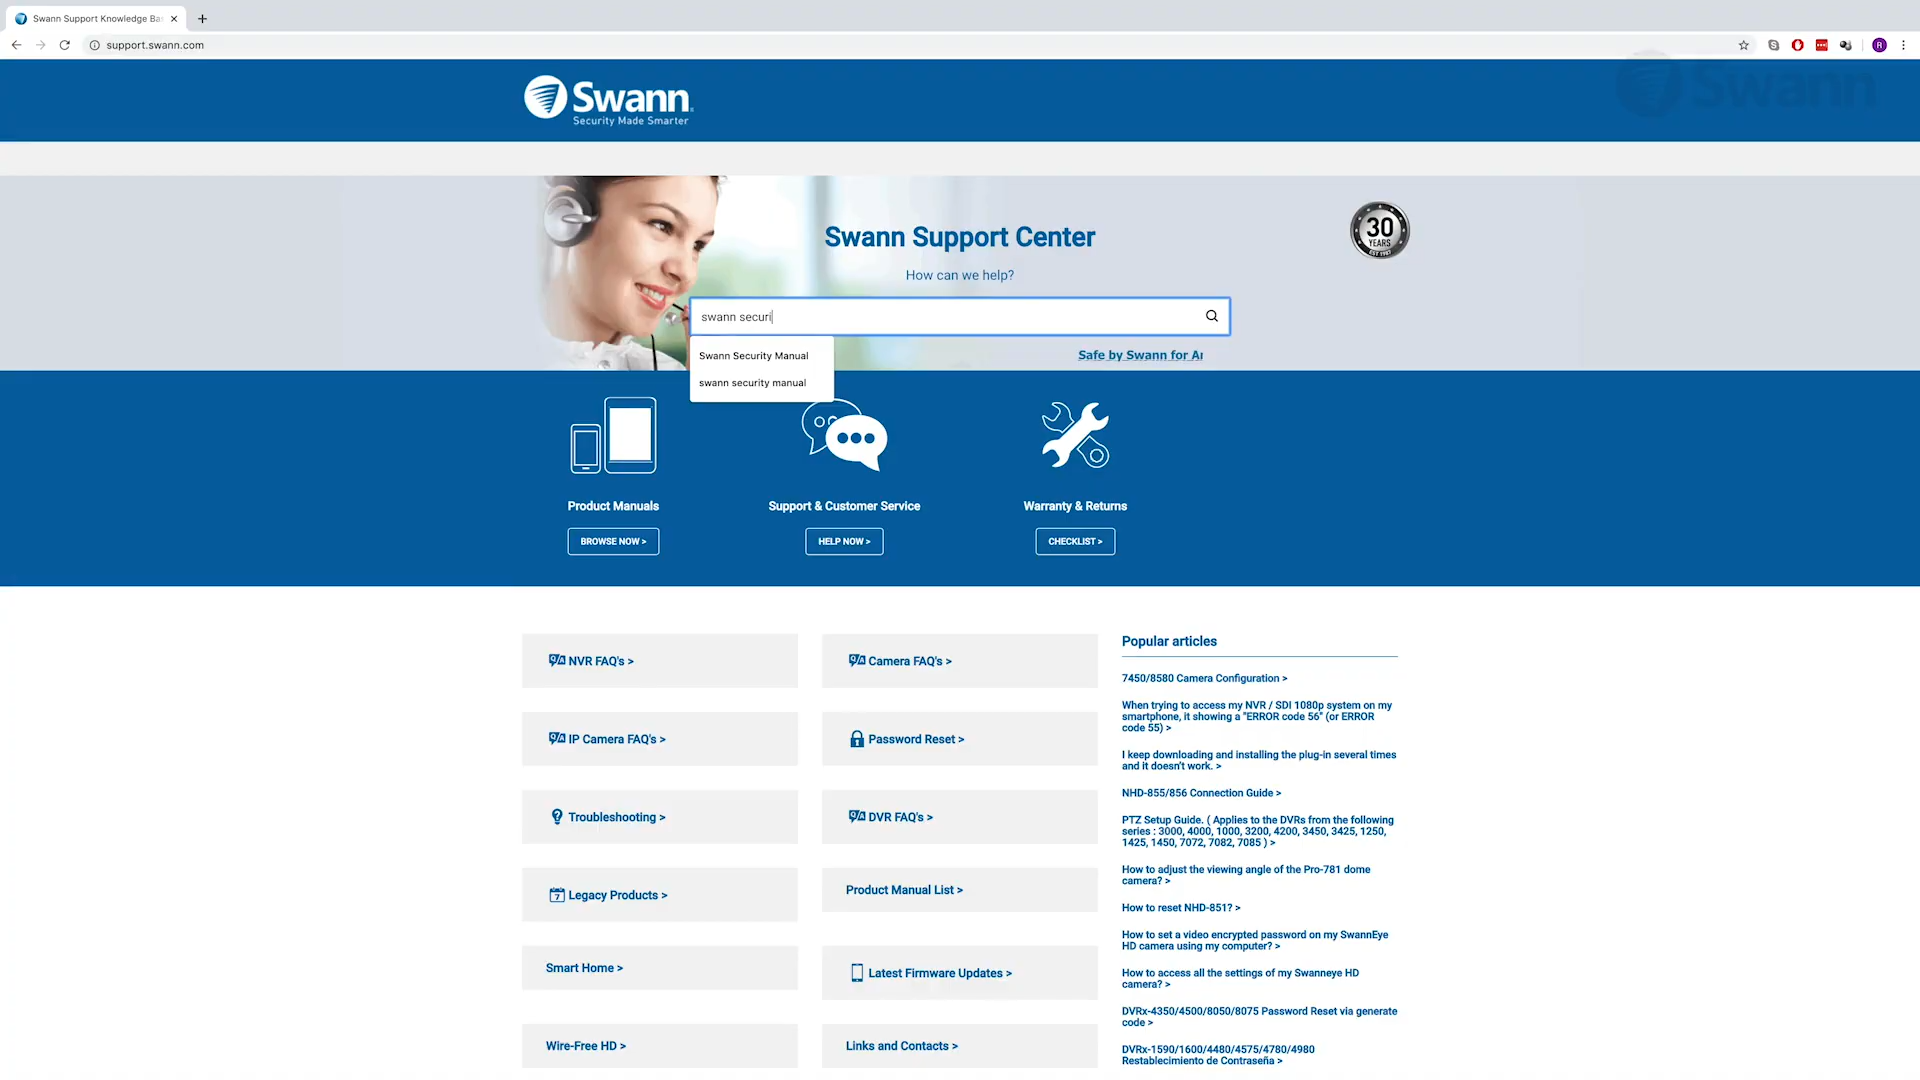 Swann Support Knowledge Ba
support.swann.com
R
Swann
Security Made Smarter
Swann
30
YEARS
EST 1987
Swann Support Center
How can we help?
swann securi
Swann Security Manual
swann security manual
Safe by Swann for A
Product Manuals
BROWSE NOW >
Support & Customer Service
HELP NOW >
Warranty & Returns
CHECKLIST >
NVR FAQ's >
Camera FAQ's >
IP Camera FAQ's >
Password Reset >
Troubleshooting >
DVR FAQ's >
Legacy Products >
Product Manual List >
Smart Home >
Latest Firmware Updates >
Wire-Free HD >
Links and Contacts >
Popular articles
7450/8580 Camera Configuration >
When trying to access my NVR / SDI 1080p system on my
smartphone, it showing a "ERROR code 56" (or ERROR
code 55) >
I keep downloading and installing the plug-in several times
and it doesn't work. >
NHD-855/856 Connection Guide >
PTZ Setup Guide. ( Applies to the DVRs from the following
series : 3000, 4000, 1000, 3200, 4200, 3450, 3425, 1250,
1425, 1450, 7072, 7082, 7085 ) >
How to adjust the viewing angle of the Pro-781 dome
camera? >
How to reset NHD-851? >
How to set a video encrypted password on my SwannEye
HD camera using my computer? >
How to access all the settings of my Swanneye HD
camera? >
DVRx-4350/4500/8050/8075 Password Reset via generate
code >
DVRx-1590/1600/4480/4575/4780/4980
Restablecimiento de Contraseña >